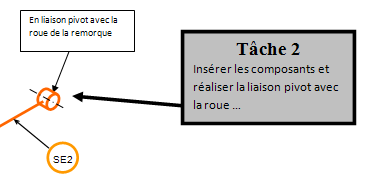 En liaison pivot avec la
roue de la remorque
Tâche 2
Insérer les composants et
réaliser la liaison pivot avec
la roue ...
SE2